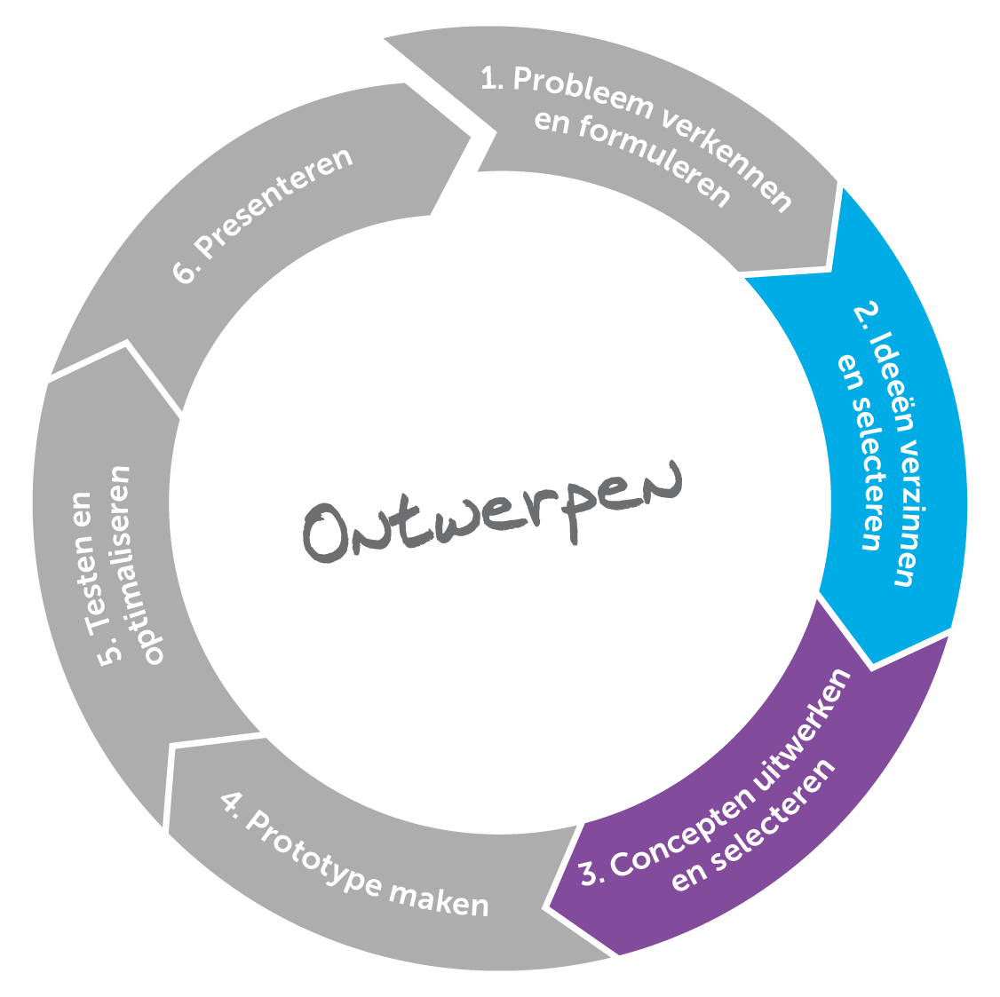 1. Probleem verkennen
en formuleren
2. Ideeën verzinnen
en selecteren
3. Concepten uitwerken
en selecteren
4. Prototype maken
5. Testen en
optimaliseren
6. Presenteren
Ontwerpen